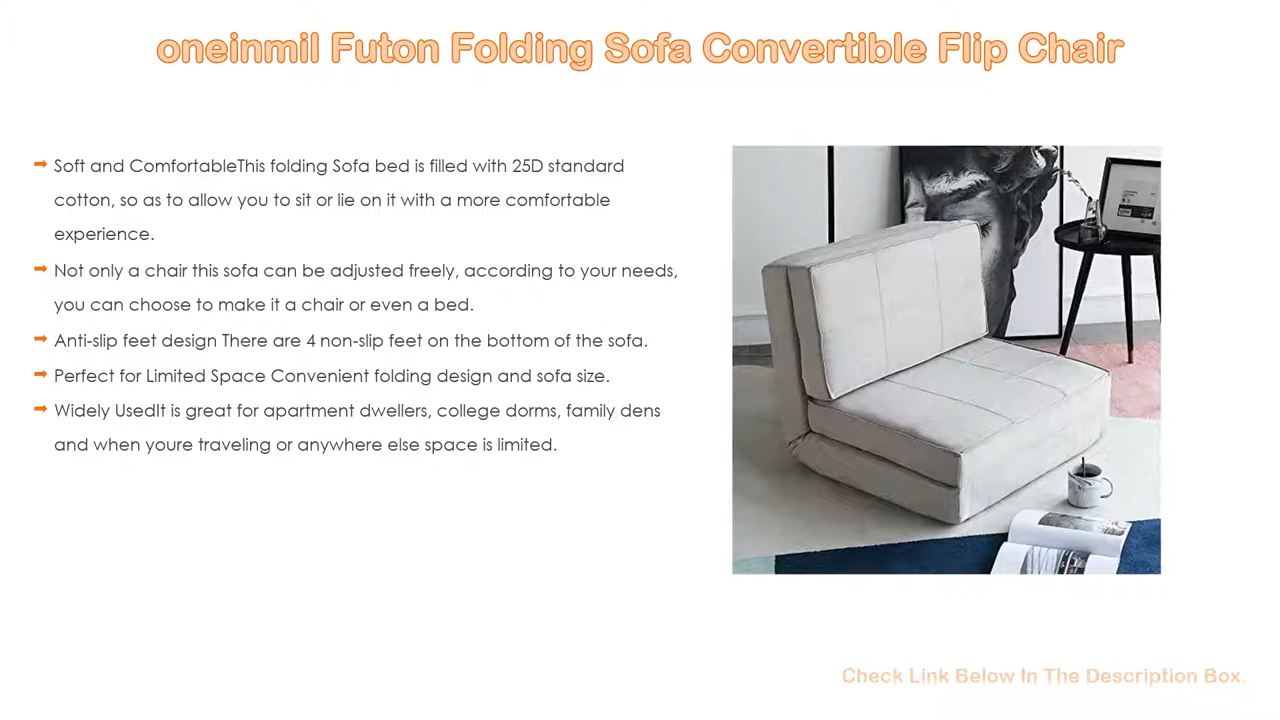 oneinmil Futon Folding Sofa Convertible Flip Chair
Soft and ComfortableThis folding Sofa bed is filled with 25D standard
cotton, so as to allow you to sit or lie on it with a more comfortable
experience.
Not only a chair this sofa can be adjusted freely, according to your needs,
you can choose to make it a chair or even a bed.
Anti-slip feet design There are 4 non-slip feet on the bottom of the sofa.
Perfect for Limited Space Convenient folding design and sofa size.
Widely UsedIt is great for apartment dwellers, college dorms, family dens
and when youre traveling or anywhere else space is limited.
Check Link Below In The Description Box.